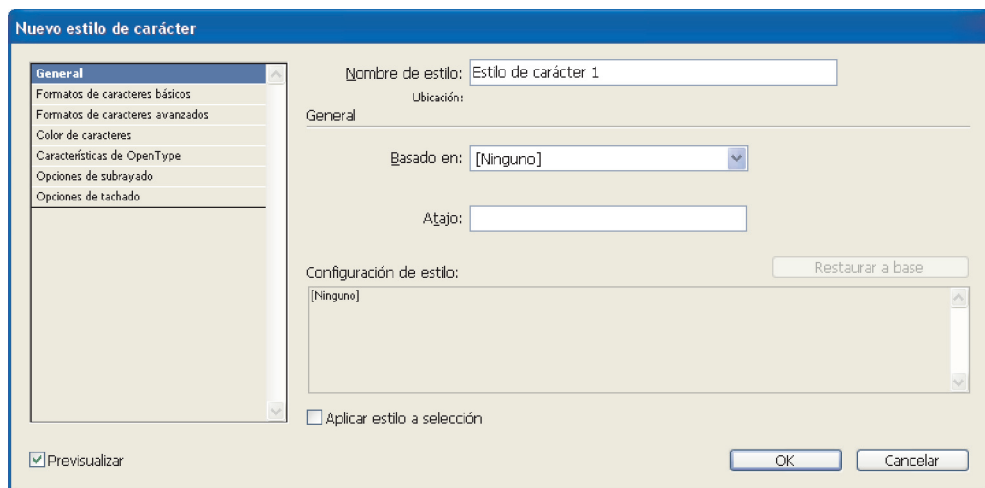 Nuevo estilo de carácter
General
Formatos de caracteres básicos
Formatos de caracteres avanzados
Color de caracteres
Características de OpenType
Opciones de subrayado
Opciones de tachado
Nombre de estilo: Estilo de carácter 1
Ubicación:
General
Basado en: [Ninguno]
Atajo:
Configuración de estilo:
Restaurar a base
[Ninguno]
Aplicar estilo a selección
Previsualizar
OK
Cancelar